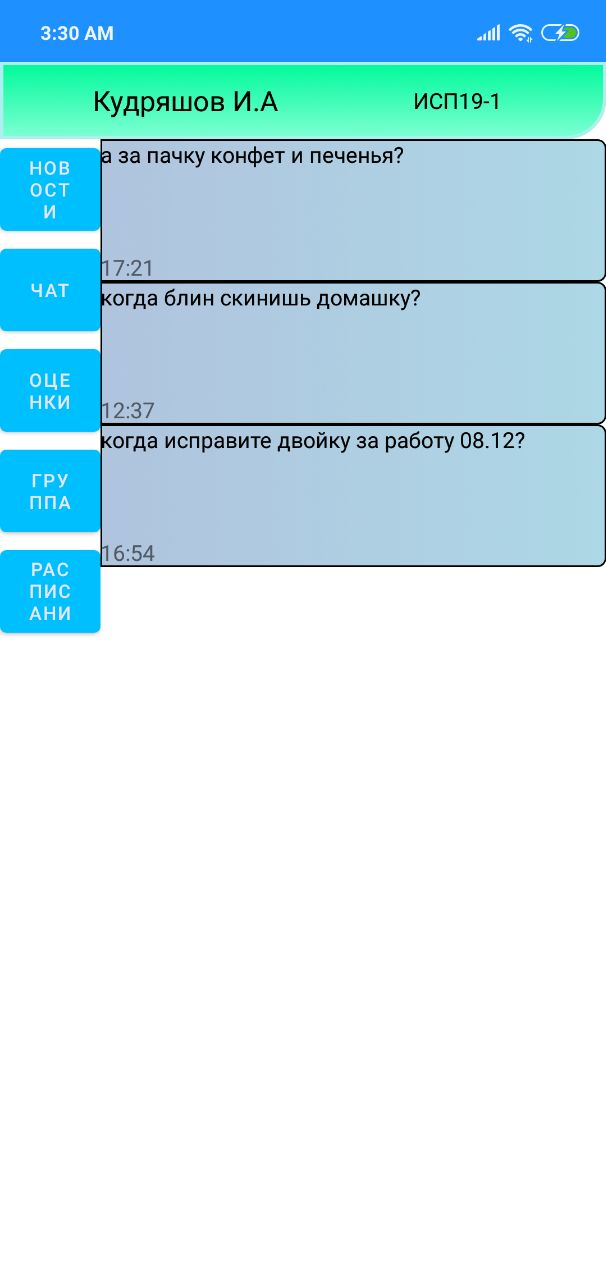 3:30 AM
Кудряшов И.А
ИСП19-1
НОВ
ОСТ
И
ЧАТ
ОЦЕ
НКИ
ГРУ
ППА
РАС
ПИС
АНИ
а за пачку конфет и печенья?
17:21
когда блин скинишь домашку?
12:37
когда исправите двойку за работу 08.12?
16:54